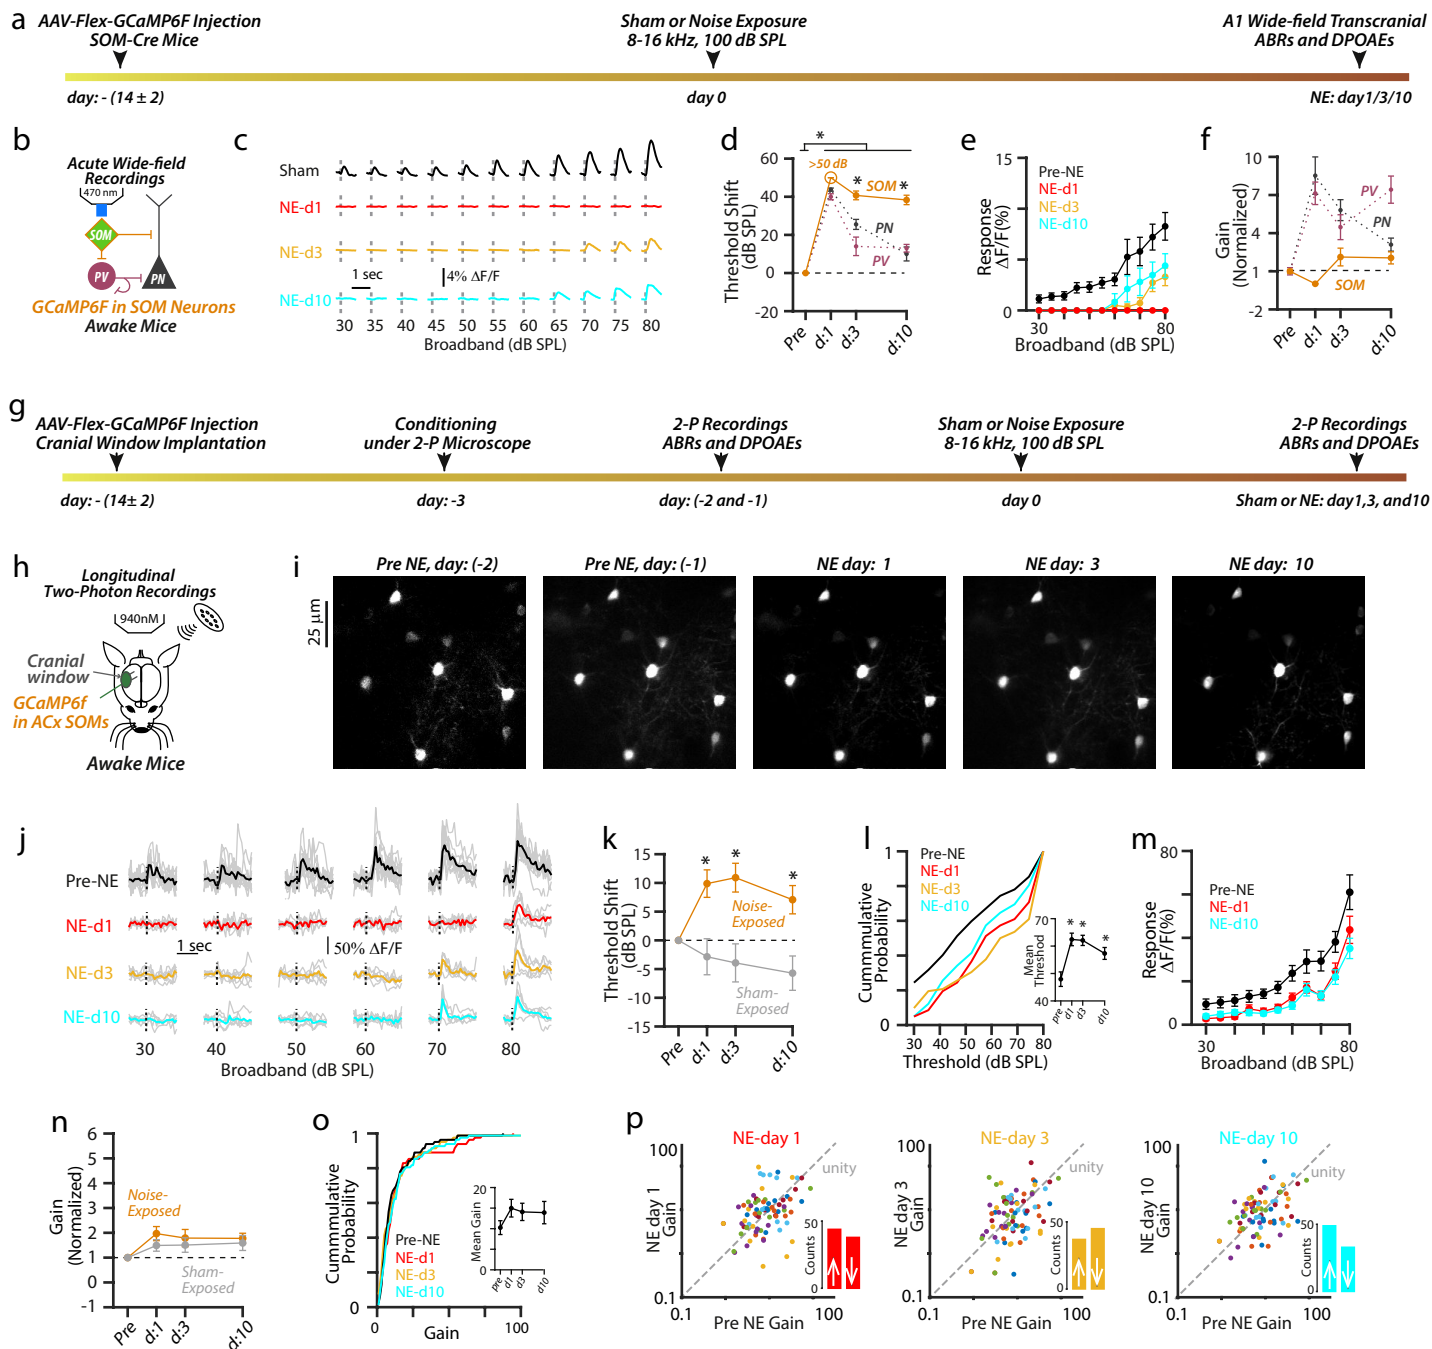 a
AAV-Flex-GCaMP6F Injection
SOM-Cre Mice
Sham or Noise Exposure
8-16 kHz, 100 dB SPL
A1 Wide-field Transcranial
ABRs and DPOAEs
day: - (14 ± 2)
day 0
NE: day1/3/10
b
Acute Wide-field
Recordings
470 nm
SOM
PV
PN
GCaMP6F in SOM Neurons
Awake Mice
c
Sham
NE-d1
NE-d3
1 sec
4% ΔF/F
NE-d10
30 35 40 45 50 55 60 65 70 75 80
Broadband (dB SPL)
d
*
>50 dB
* *
SOM
PN
PV
Threshold Shift
(dB SPL)
60
40
20
0
-20
Pre d:1 d:3 d:10
e
15
0
Pre-NE
NE-d1
NE-d3
NE-d10
Response
ΔF/F(%)
30 80
Broadband (dB SPL)
f
10
7
4
1
-2
Gain
(Normalized)
PV
PN
SOM
Pre d:1 d:3 d:10
g
AAV-Flex-GCaMP6F Injection
Cranial Window Implantation
Conditioning
under 2-P Microscope
2-P Recordings
ABRs and DPOAEs
Sham or Noise Exposure
8-16 kHz, 100 dB SPL
2-P Recordings
ABRs and DPOAEs
day: - (14± 2)
day: -3
day: (-2 and -1)
day 0
Sham or NE: day1,3, and10
h
Longitudinal
Two-Photon Recordings
940nM
Cranial
window
GCaMP6f
in ACx SOMs
Awake Mice
i
Pre NE, day: (-2)
Pre NE, day: (-1)
NE day: 1
NE day: 3
NE day: 10
25 μm
j
Pre-NE
NE-d1
1 sec
50% ΔF/F
NE-d3
NE-d10
30 40 50 60 70 80
Broadband (dB SPL)
k
15
10
5
0
-5
-10
-15
Threshold Shift
(dB SPL)
* * *
Noise-
Exposed
Sham-
Exposed
Pre d:1 d:3 d:10
l
Pre-NE
NE-d1
NE-d3
NE-d10
Cummulative
Probability
1
0
30 40 50 60 70 80
Threshold (dB SPL)
Mean
Threshod
70
40
* * *
pre d1 d3 d10
m
80
0
Pre-NE
NE-d1
NE-d10
Response
ΔF/F(%)
30 80
Broadband (dB SPL)
n
6
5
4
3
2
1
0
-1
Gain
(Normalized)
Noise-
Exposed
Sham-
Exposed
Pre d:1 d:3 d:10
o
1
0
Cummulative
Probability
Pre-NE
NE-d1
NE-d3
NE-d10
20
0
Mean Gain
Pre d1 d3 d10
0 100
Gain
p
NE-day 1
100
0.1
NE day 1
Gain
unity
50
0
Counts
0.1 100
Pre NE Gain
NE-day 3
100
0.1
NE day 3
Gain
unity
50
0
Counts
0.1 100
Pre NE Gain
NE-day 10
100
0.1
NE day 10
Gain
unity
50
0
Counts
0.1 100
Pre NE Gain